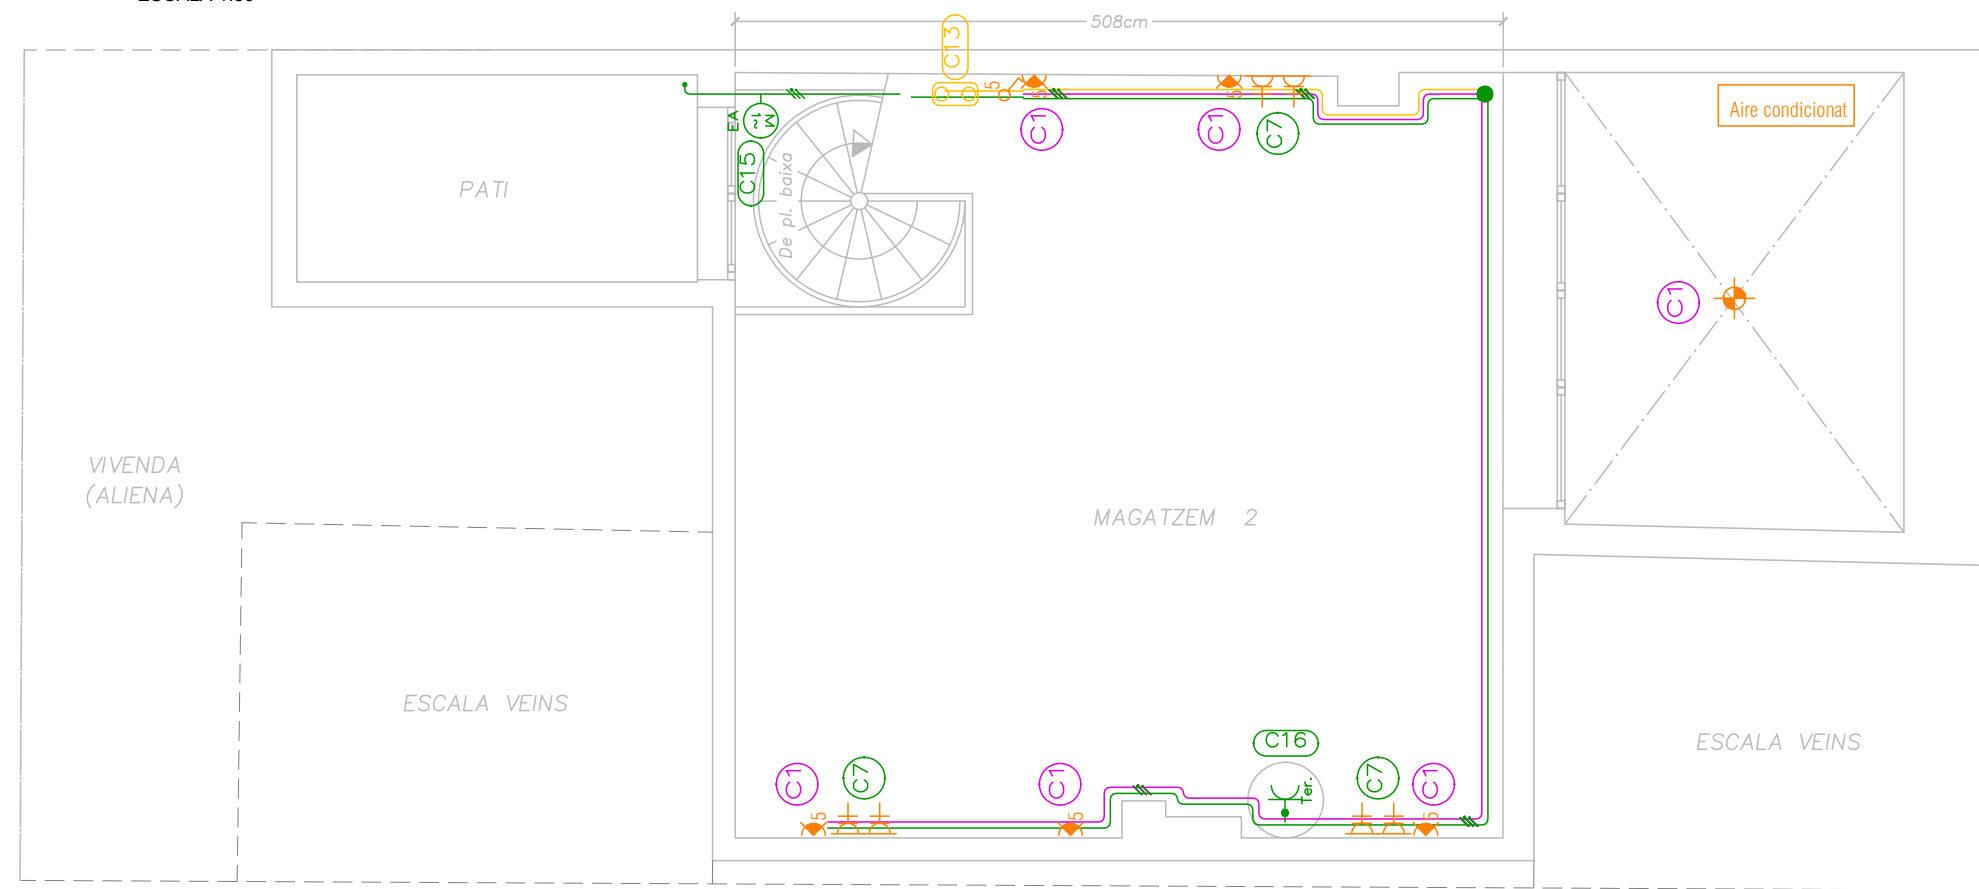 508cm
C13
5
5
5
EA
M
1~
C1
C1
C7
C15
Aire condicionat
De pl. baixa
PATI
C1
VIVENDA
(ALIENA)
MAGATZEM 2
ESCALA VEINS
ESCALA VEINS
C16
C1
C7
C1
C7
C1
Ter.
5
5
5